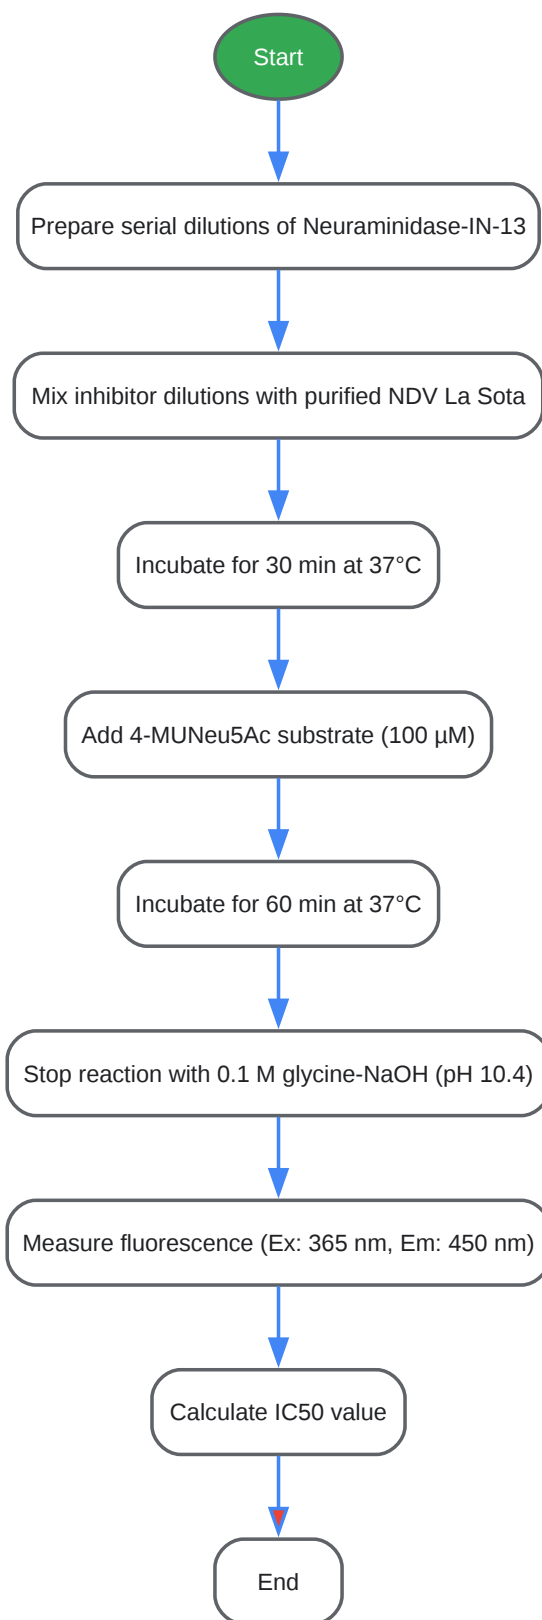 Start
Prepare serial dilutions of Neuraminidase-IN-13
Mix inhibitor dilutions with purified NDV La Sota
Incubate for 30 min at 37°C
Add 4-MUNeu5Ac substrate (100 µM)
Incubate for 60 min at 37°C
Stop reaction with 0.1 M glycine-NaOH (pH 10.4)
Measure fluorescence (Ex: 365 nm, Em: 450 nm)
Calculate IC50 value
End